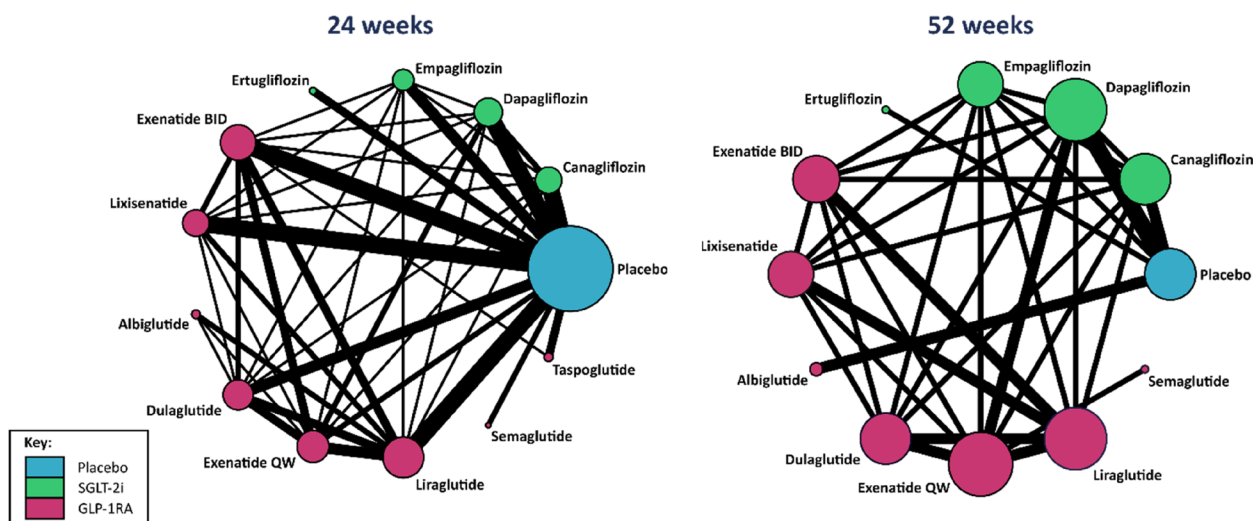 24 weeks
52 weeks
Empagliflozin
Ertugliflozin
Dapagliflozin
Exenatide BID
Canagliflozin
Lixisenatide
Placebo
Albiglutide
Taspoglutide
Dulaglutide
Semaglutide
Exenatide QW
Liraglutide
Empagliflozin
Dapagliflozin
Ertugliflozin
Exenatide BID
Canagliflozin
Lixisenatide
Placebo
Albiglutide
Semaglutide
Dulaglutide
Liraglutide
Exenatide QW
Key:
Placebo
SGLT-2i
GLP-1RA